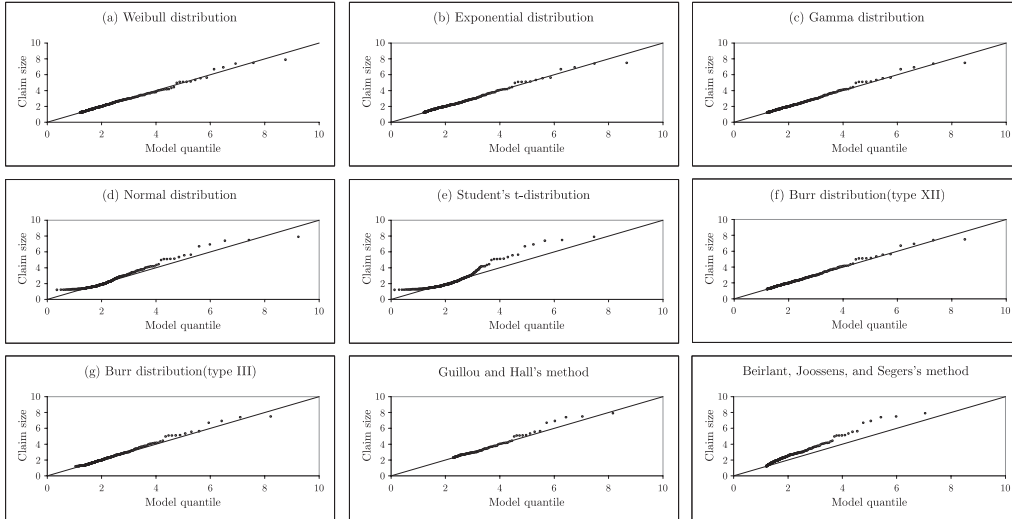 (a) Weibull distribution
10
8
6
4
2
0
Claim size
0 2 4 6 8 10
Model quantile
(b) Exponential distribution
10
8
6
4
2
0
Claim size
0 2 4 6 8 10
Model quantile
(c) Gamma distribution
10
8
6
4
2
0
Claim size
0 2 4 6 8 10
Model quantile
(d) Normal distribution
10
8
6
4
2
0
Claim size
0 2 4 6 8 10
Model quantile
(e) Student's t-distribution
10
8
6
4
2
0
Claim size
0 2 4 6 8 10
Model quantile
(f) Burr distribution(type XII)
10
8
6
4
2
0
Claim size
0 2 4 6 8 10
Model quantile
(g) Burr distribution(type III)
10
8
6
4
2
0
Claim size
0 2 4 6 8 10
Model quantile
Guillou and Hall's method
10
8
6
4
2
0
Claim size
0 2 4 6 8 10
Model quantile
Beirlant, Joossens, and Segers's method
10
8
6
4
2
0
Claim size
0 2 4 6 8 10
Model quantile